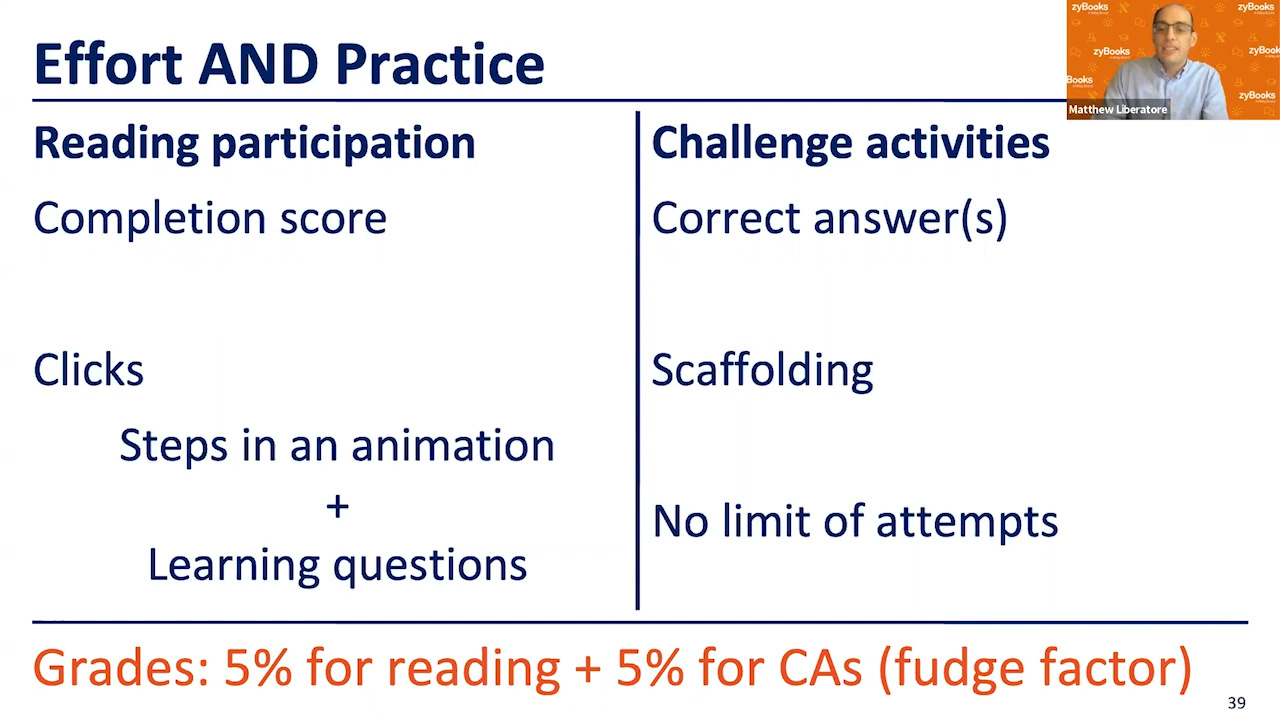 Effort AND Practice
Reading participation
Completion score
Clicks
Steps in an animation
+
Learning questions
Challenge activities
Correct answer(s)
Scaffolding
No limit of attempts
Grades: 5% for reading + 5% for CAs (fudge factor)
39
zyBooks
zyBooks
zyBooks
zyBook
Books
zyBooks
Matthew Liberatore